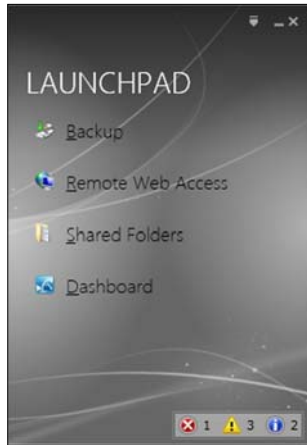 LAUNCHPAD
Backup
Remote Web Access
Shared Folders
Dashboard
1 3 2